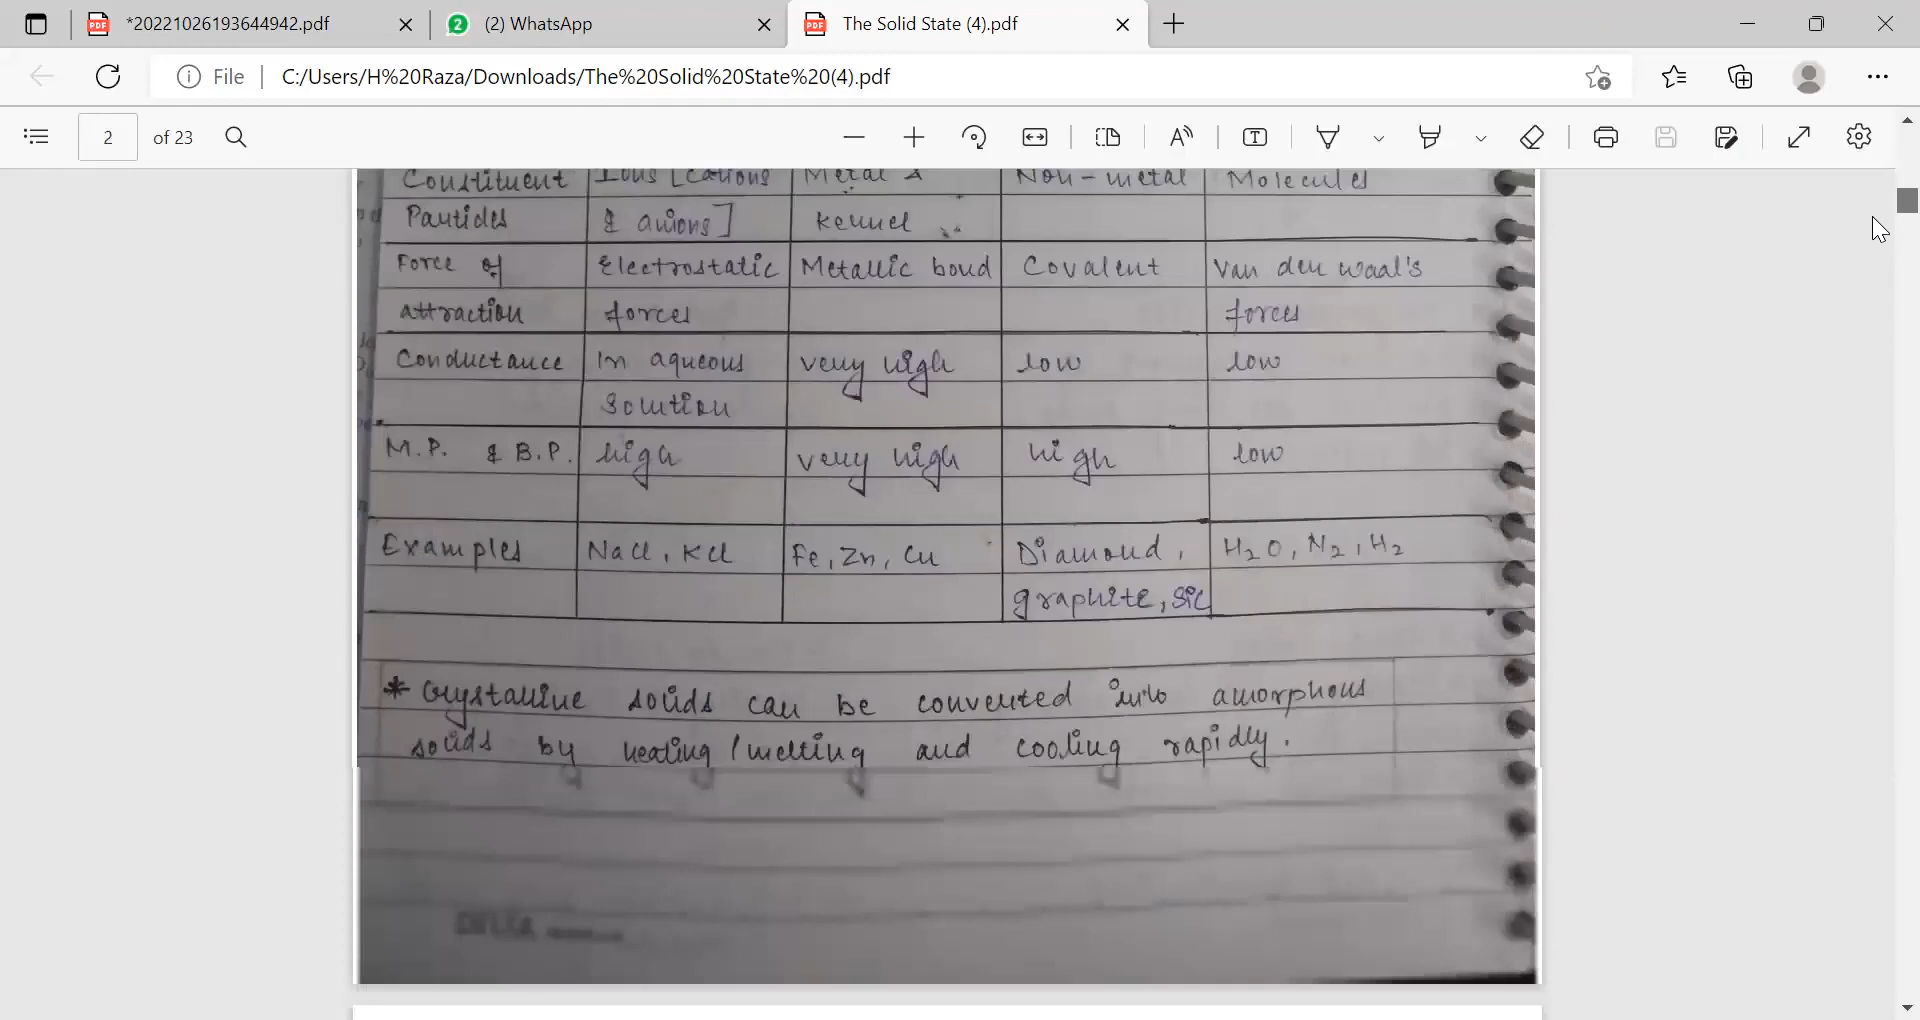 *20221026193644942.pdf
(2) WhatsApp
The Solid State (4).pdf
File
C:/Users/H%20Raza/Downloads/The%20Solid%20State%20(4).pdf
2 of 23
Constituent Ions [cations Metal & Non-metal Molecules
Particles & anions] Kernel
Force of Electrostatic Metallic bond Covalent Van der waal's
attraction forces forces
Conductance In aqueous very high low low
solution
M.P. & B.P. high very high high low
Examples NaCl, KCl Fe, Zn, Cu Diamond, H2O, N2, H2
graphite, SiC
* Crystalline solids can be converted into amorphous
solids by heating/melting and cooling rapidly.